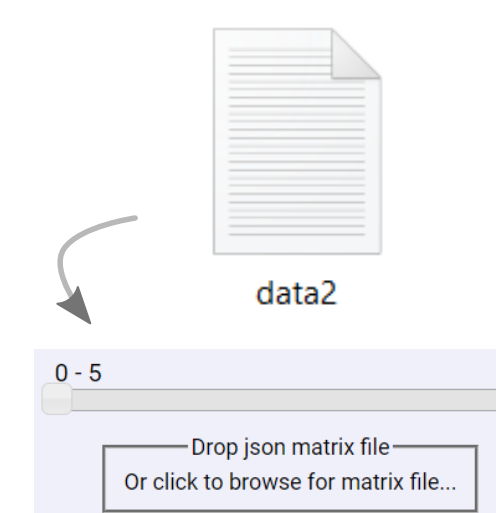 data2
0 - 5
Drop json matrix file
Or click to browse for matrix file...